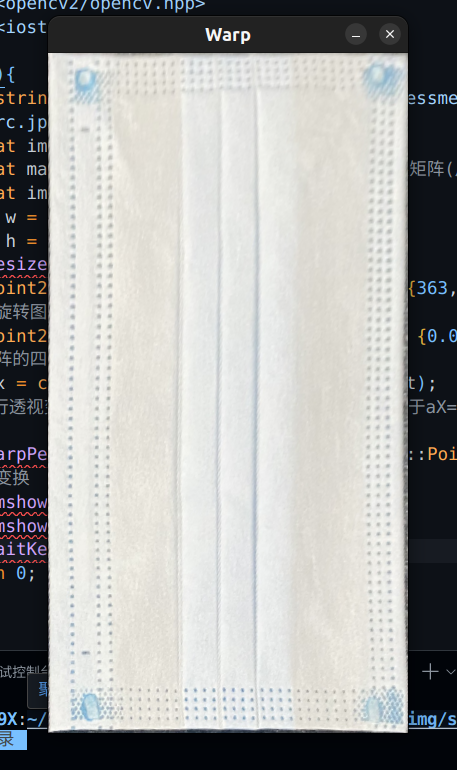 <opencv2/opencv.hpp>
<iost
Warp
){
string
essme
rc.jp
at im
at ma
矩阵(
at im
w =
h =
esize
oint2
{363,
旋转图
oint2
{0.0
阵的四
x = c
t);
行透视
于aX=
arpPe
::Poi
变换
mshow
mshow
aitKe
n 0;
试控制台
聚
9X:~/
img/s
录